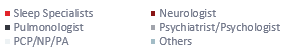 Sleep Specialists
Neurologist
Pulmonologist
Psychiatrist/Psychologist
PCP/NP/PA
Others